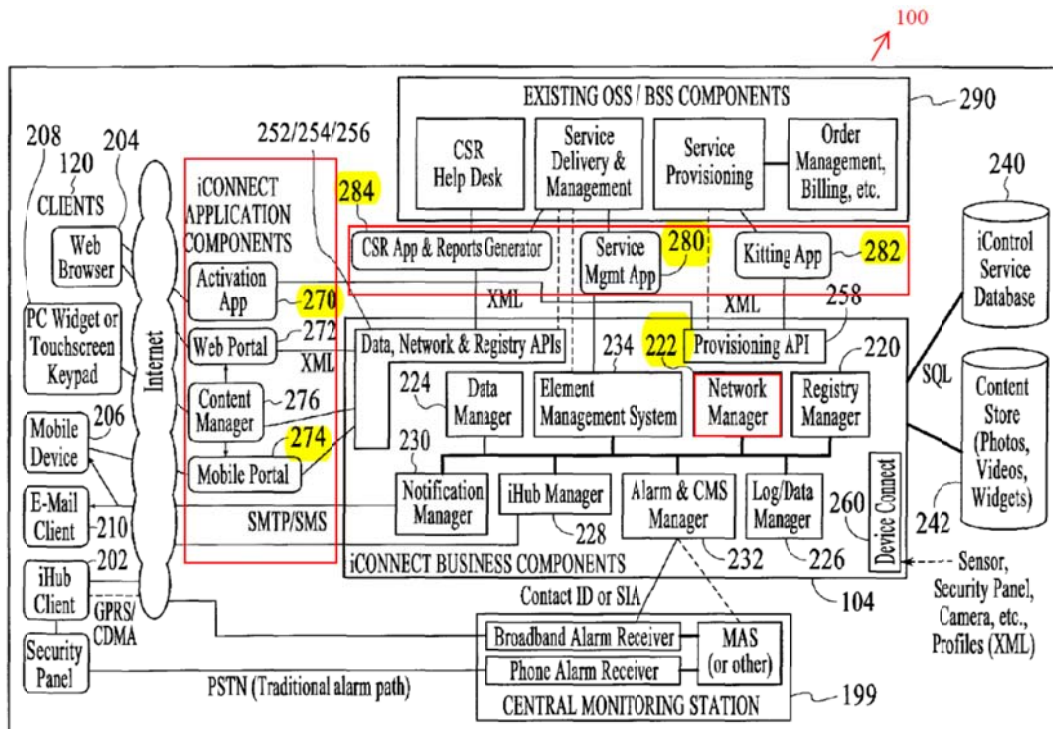 100
EXISTING OSS / BSS COMPONENTS
290
CSR
Help Desk
Service
Delivery &
Management
Service
Provisioning
Order
Management,
Billing, etc.
252/254/256
208
204
120
CLIENTS
Web
Browser
PC Widget or
Touchscreen
Keypad
206
Mobile
Device
E-Mail
Client
210
202
iHub
Client
GPRS/
CDMA
Security
Panel
Internet
iCONNECT
APPLICATION
COMPONENTS
Activation
App
270
272
Web Portal
XML
Content
Manager
276
274
Mobile Portal
SMTP/SMS
284
CSR App & Reports Generator
Service
Mgmt App
280
Kitting App
282
XML
XML
258
Data, Network & Registry APIs
234
222
Provisioning API
220
224
Data
Manager
Element
Management System
Network
Manager
Registry
Manager
230
Notification
Manager
iHub Manager
228
Alarm & CMS
Manager
232
Log/Data
Manager
226
260
Device Connect
iCONNECT BUSINESS COMPONENTS
104
240
iControl
Service
Database
SQL
Content
Store
(Photos,
Videos,
Widgets)
242
Sensor,
Security Panel,
Camera, etc.,
Profiles (XML)
Contact ID or SIA
Broadband Alarm Receiver
Phone Alarm Receiver
MAS
(or other)
PSTN (Traditional alarm path)
CENTRAL MONITORING STATION
199